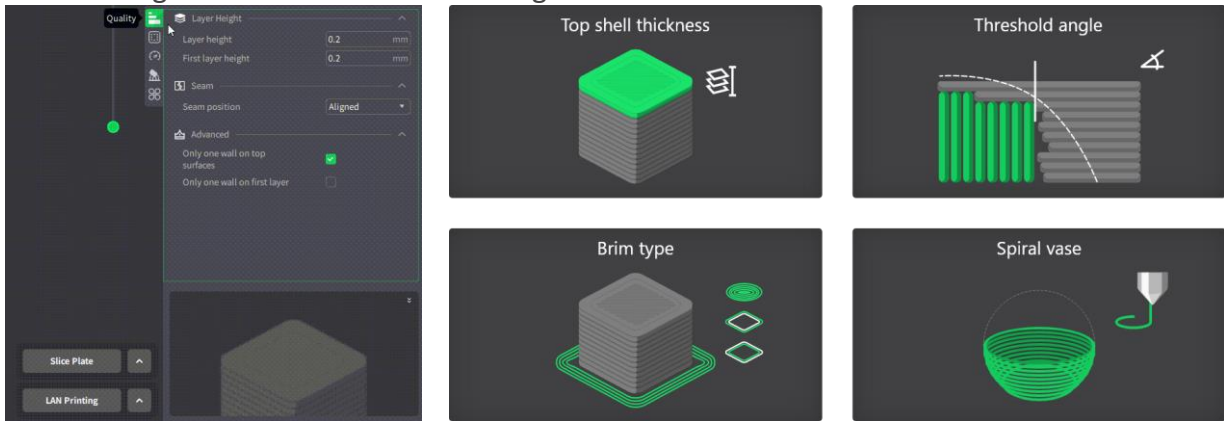 Quality
Layer Height
Layer height
0.2 mm
First layer height
0.2 mm
Seam
Seam position
Aligned
Advanced
Only one wall on top
surfaces
Only one wall on first layer
Slice Plate
LAN Printing
Top shell thickness
Threshold angle
Brim type
Spiral vase